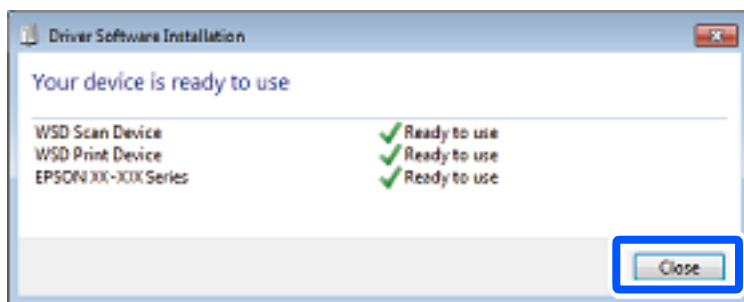 Driver Software Installation
Your device is ready to use
WSD Scan Device Ready to use
WSD Print Device Ready to use
EPSON XX-XXX Series Ready to use
Close